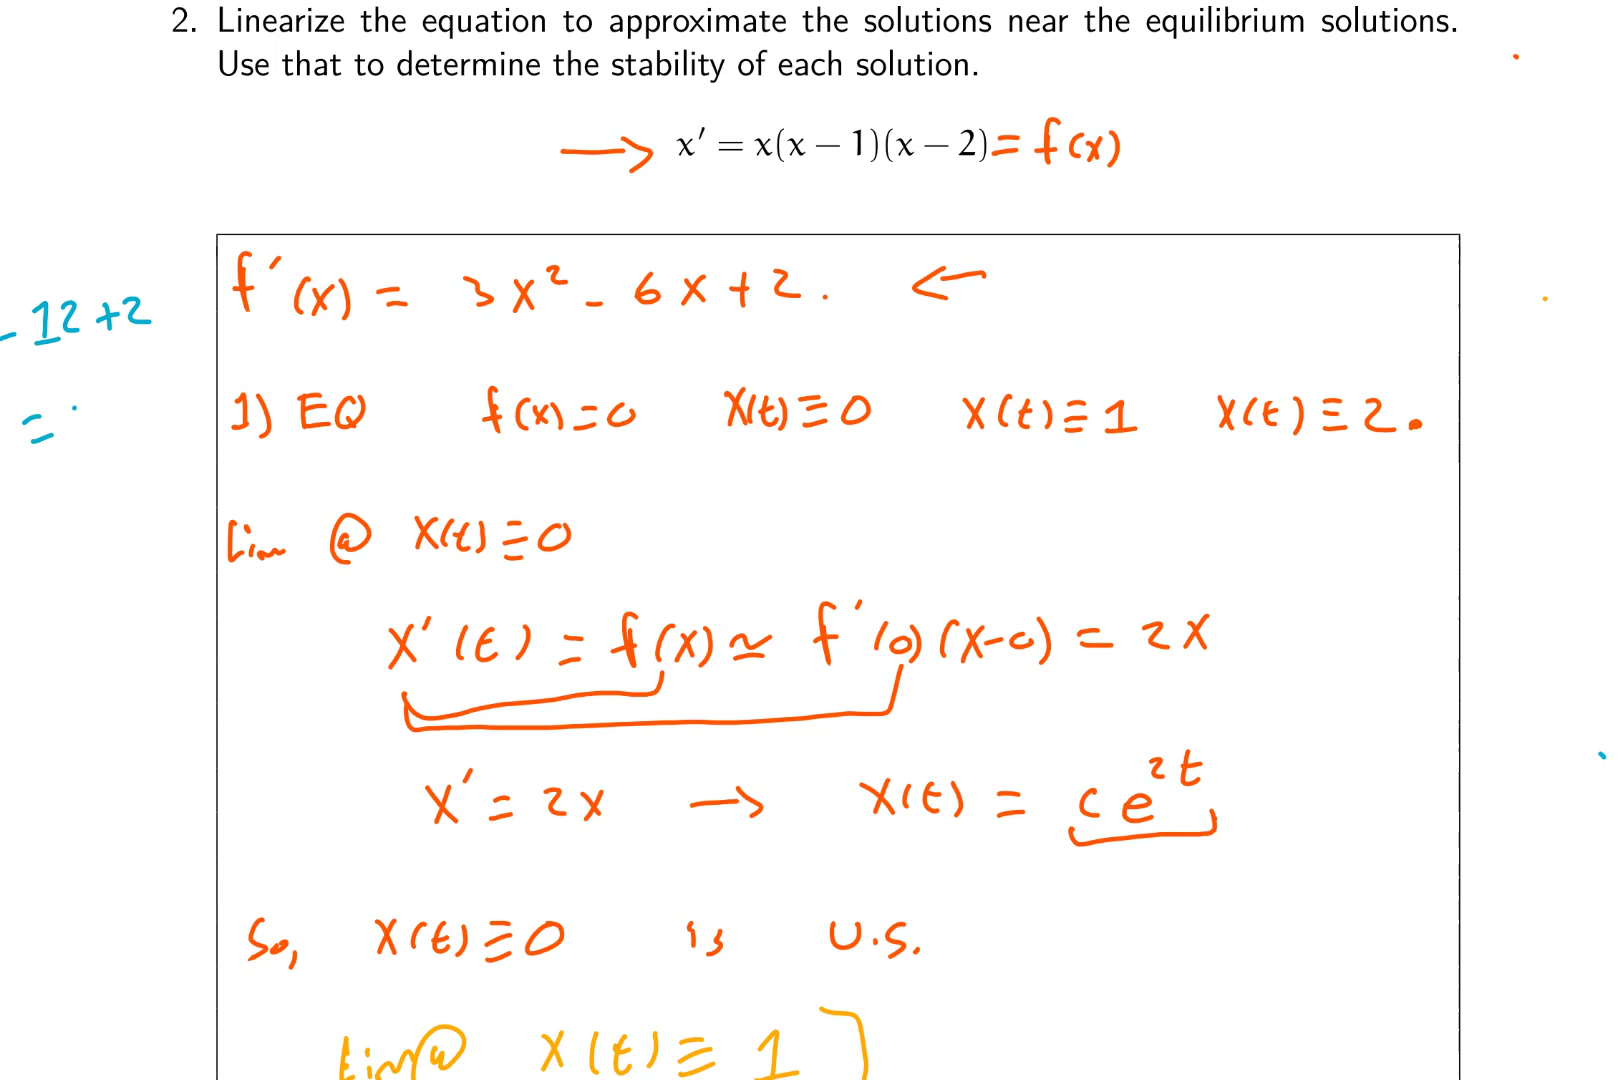 2. Linearize the equation to approximate the solutions near the equilibrium solutions.
Use that to determine the stability of each solution.
→ x′ = x(x − 1)(x − 2) = f(x)
f′(x) = 3x² - 6x + 2. ←
- 12 + 2
=
1) EQ f(x) = 0 X(t) ≡ 0 X(t) ≡ 1 X(t) ≡ 2.
Lin @ X(t) ≡ 0
X′(t) = f(x) ≃ f′(0)(X-0) = 2X
X′ = 2X → X(t) = ce^{2t}
So, X(t) ≡ 0 is U.S.
Lin @ X(t) ≡ 1